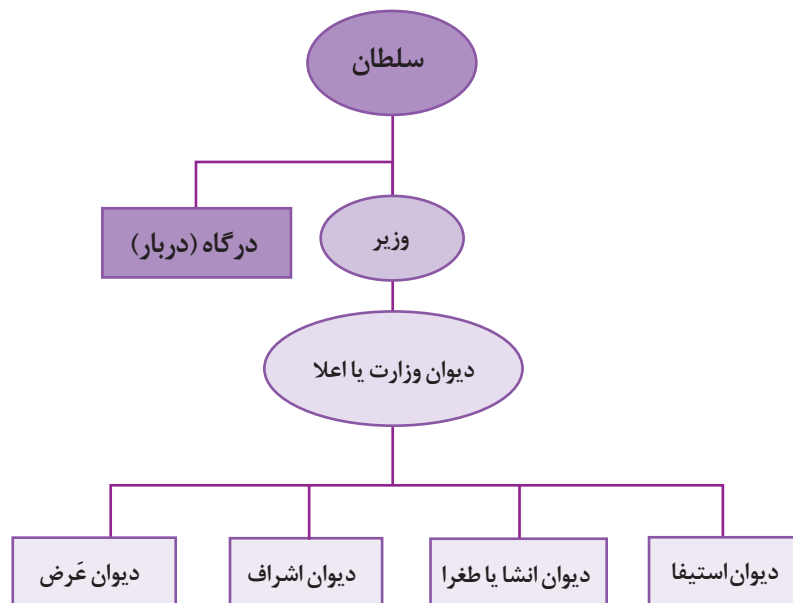 سلطان
وزیر
درگاه (دربار)
دیوان وزارت یا اعلا
دیوان استیفا
دیوان انشا یا طغرا
دیوان اشراف
دیوان عَرض